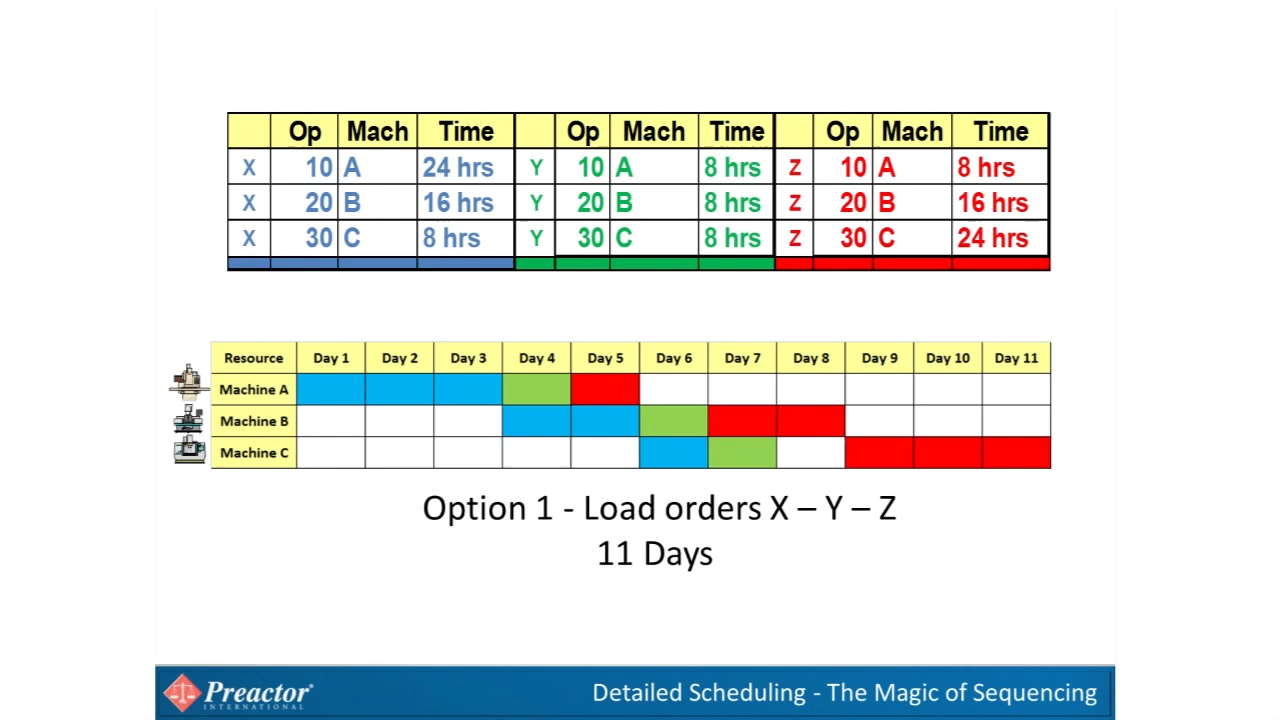 Op Mach Time Op Mach Time Op Mach Time
X 10 A 24 hrs Y 10 A 8 hrs Z 10 A 8 hrs
X 20 B 16 hrs Y 20 B 8 hrs Z 20 B 16 hrs
X 30 C 8 hrs Y 30 C 8 hrs Z 30 C 24 hrs
Resource Day 1 Day 2 Day 3 Day 4 Day 5 Day 6 Day 7 Day 8 Day 9 Day 10 Day 11
Machine A
Machine B
Machine C
Option 1 - Load orders X – Y – Z
11 Days
Preactor®
INTERNATIONAL
Detailed Scheduling - The Magic of Sequencing